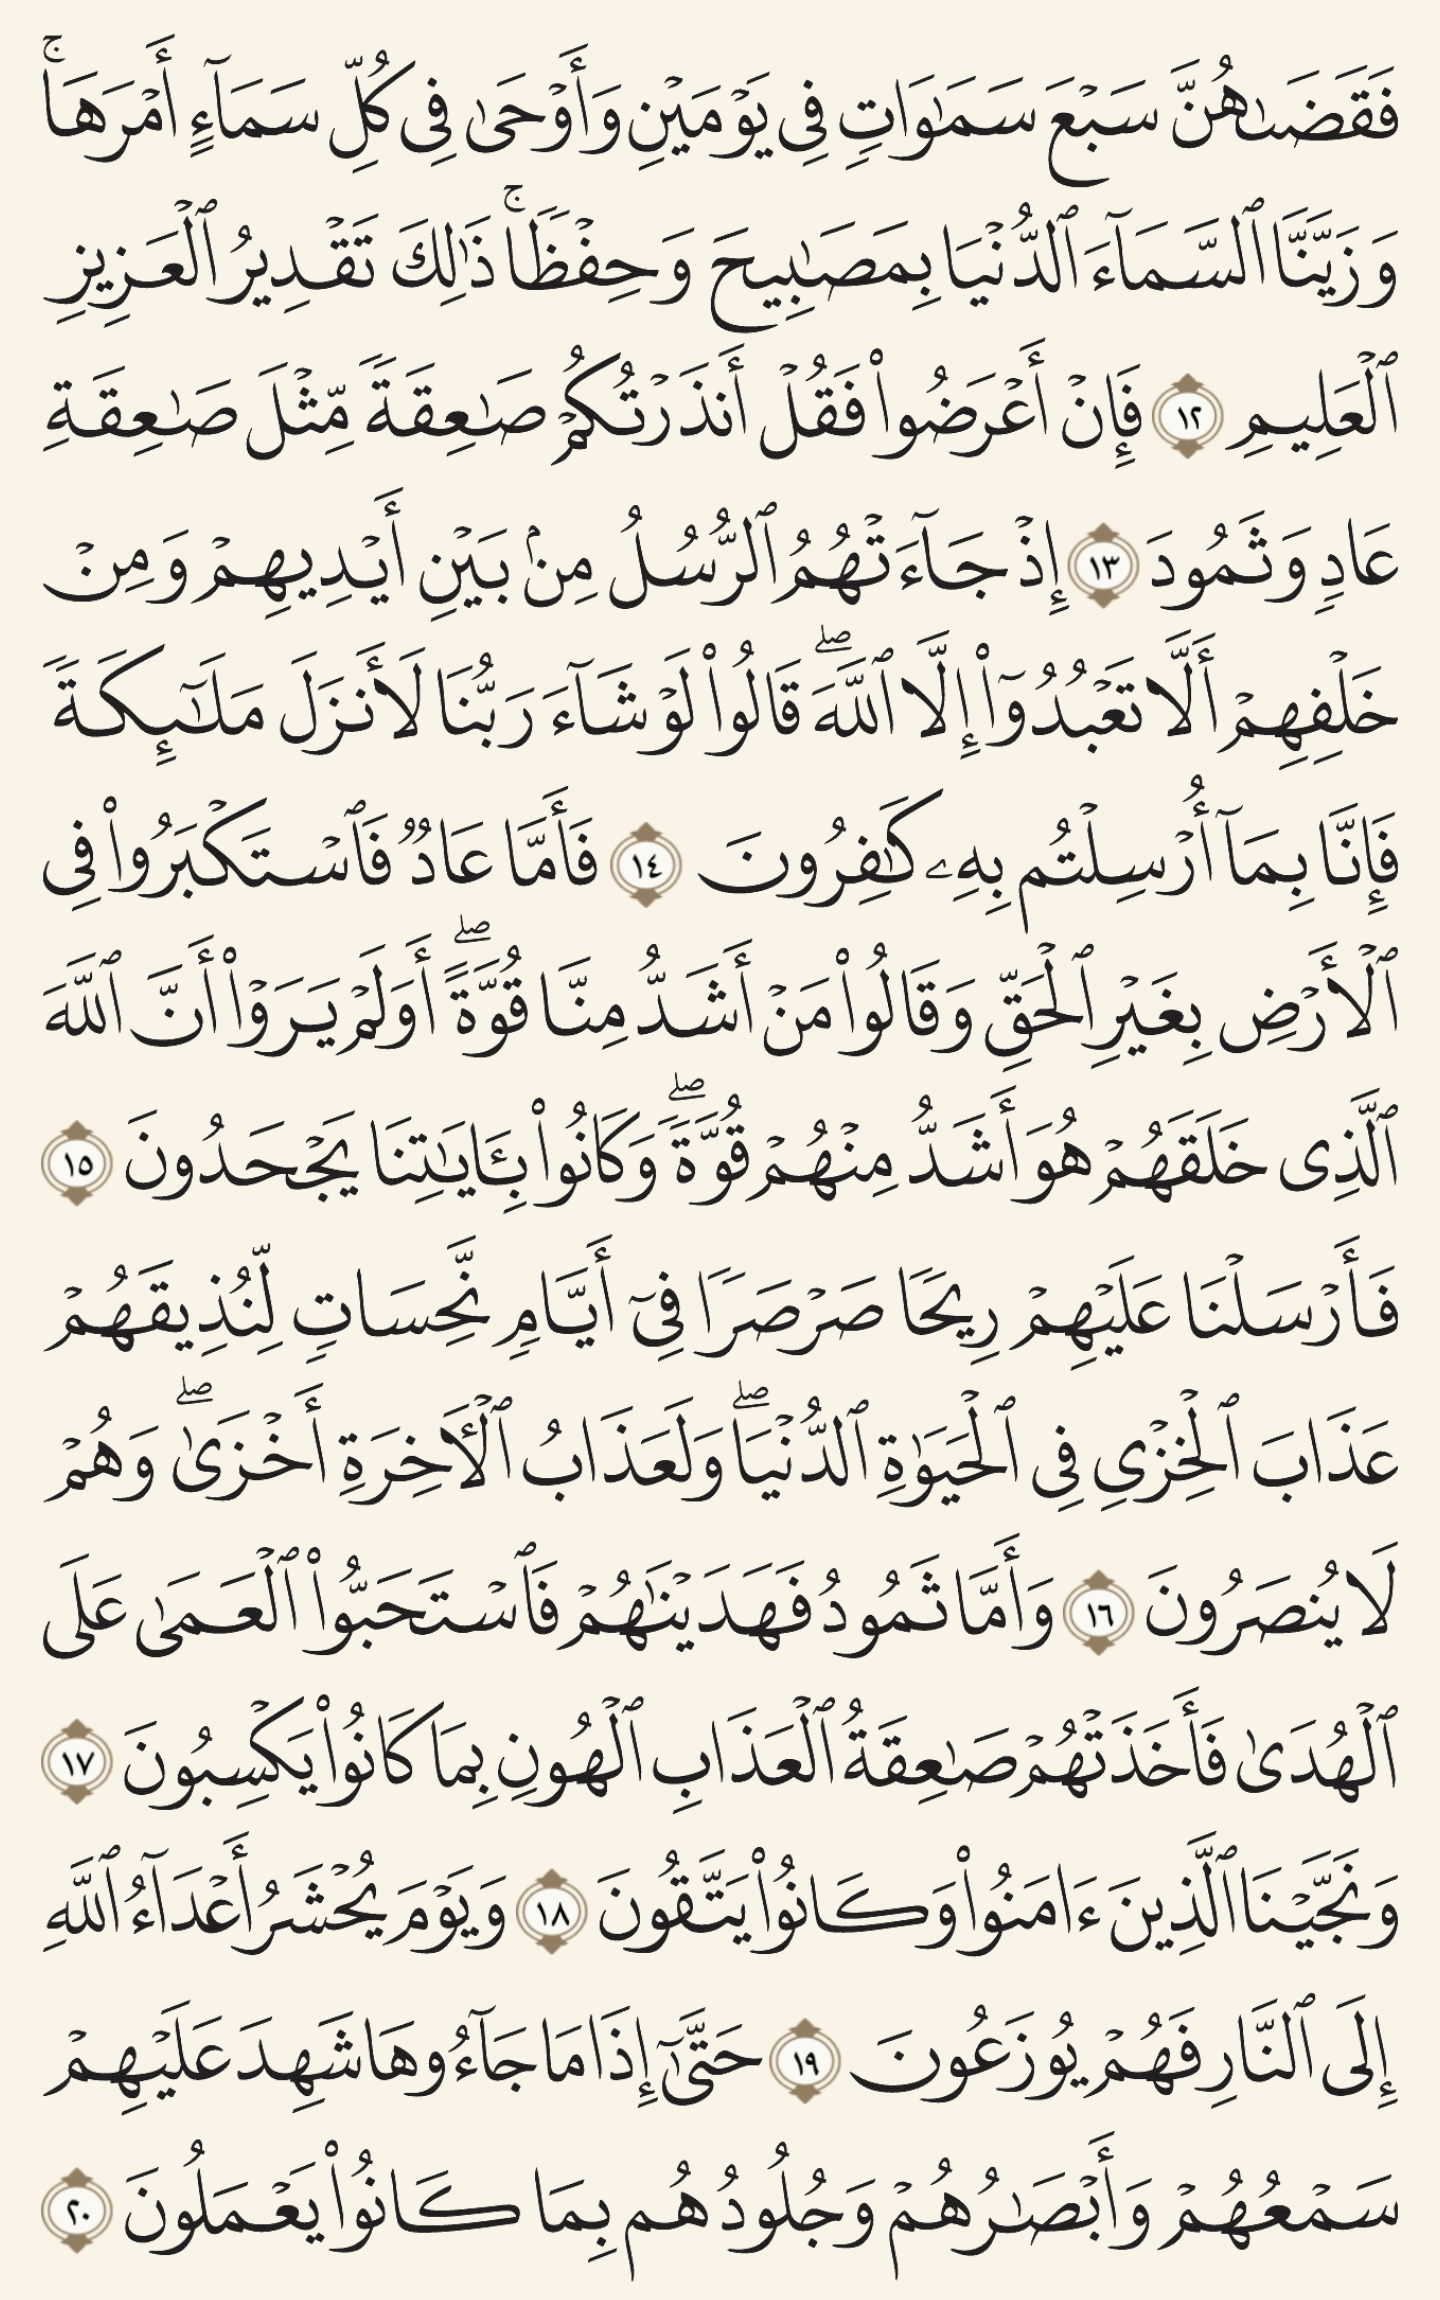 فَقَضَىٰهُنَّ سَبْعَ سَمَٰوَاتٍ فِى يَوْمَيْنِ وَأَوْحَىٰ فِى كُلِّ سَمَآءٍ أَمْرَهَا ۚ
وَزَيَّنَّا ٱلسَّمَآءَ ٱلدُّنْيَا بِمَصَٰبِيحَ وَحِفْظًا ۚ ذَٰلِكَ تَقْدِيرُ ٱلْعَزِيزِ
ٱلْعَلِيمِ ١٢ فَإِنْ أَعْرَضُوا۟ فَقُلْ أَنذَرْتُكُمْ صَٰعِقَةً مِّثْلَ صَٰعِقَةِ
عَادٍ وَثَمُودَ ١٣ إِذْ جَآءَتْهُمُ ٱلرُّسُلُ مِنۢ بَيْنِ أَيْدِيهِمْ وَمِنْ
خَلْفِهِمْ أَلَّا تَعْبُدُوٓا۟ إِلَّا ٱللَّهَ ۖ قَالُوا۟ لَوْ شَآءَ رَبُّنَا لَأَنزَلَ مَلَٰٓئِكَةً
فَإِنَّا بِمَآ أُرْسِلْتُم بِهِۦ كَٰفِرُونَ ١٤ فَأَمَّا عَادٌ فَٱسْتَكْبَرُوا۟ فِى
ٱلْأَرْضِ بِغَيْرِ ٱلْحَقِّ وَقَالُوا۟ مَنْ أَشَدُّ مِنَّا قُوَّةً ۖ أَوَلَمْ يَرَوْا۟ أَنَّ ٱللَّهَ
ٱلَّذِى خَلَقَهُمْ هُوَ أَشَدُّ مِنْهُمْ قُوَّةً ۖ وَكَانُوا۟ بِـَٔايَٰتِنَا يَجْحَدُونَ ١٥
فَأَرْسَلْنَا عَلَيْهِمْ رِيحًا صَرْصَرًا فِىٓ أَيَّامٍ نَّحِسَاتٍ لِّنُذِيقَهُمْ
عَذَابَ ٱلْخِزْىِ فِى ٱلْحَيَوٰةِ ٱلدُّنْيَا ۖ وَلَعَذَابُ ٱلْـَٔاخِرَةِ أَخْزَىٰ ۖ وَهُمْ
لَا يُنصَرُونَ ١٦ وَأَمَّا ثَمُودُ فَهَدَيْنَٰهُمْ فَٱسْتَحَبُّوا۟ ٱلْعَمَىٰ عَلَى
ٱلْهُدَىٰ فَأَخَذَتْهُمْ صَٰعِقَةُ ٱلْعَذَابِ ٱلْهُونِ بِمَا كَانُوا۟ يَكْسِبُونَ ١٧
وَنَجَّيْنَا ٱلَّذِينَ ءَامَنُوا۟ وَكَانُوا۟ يَتَّقُونَ ١٨ وَيَوْمَ يُحْشَرُ أَعْدَآءُ ٱللَّهِ
إِلَى ٱلنَّارِ فَهُمْ يُوزَعُونَ ١٩ حَتَّىٰٓ إِذَا مَا جَآءُوهَا شَهِدَ عَلَيْهِمْ
سَمْعُهُمْ وَأَبْصَٰرُهُمْ وَجُلُودُهُم بِمَا كَانُوا۟ يَعْمَلُونَ ٢٠